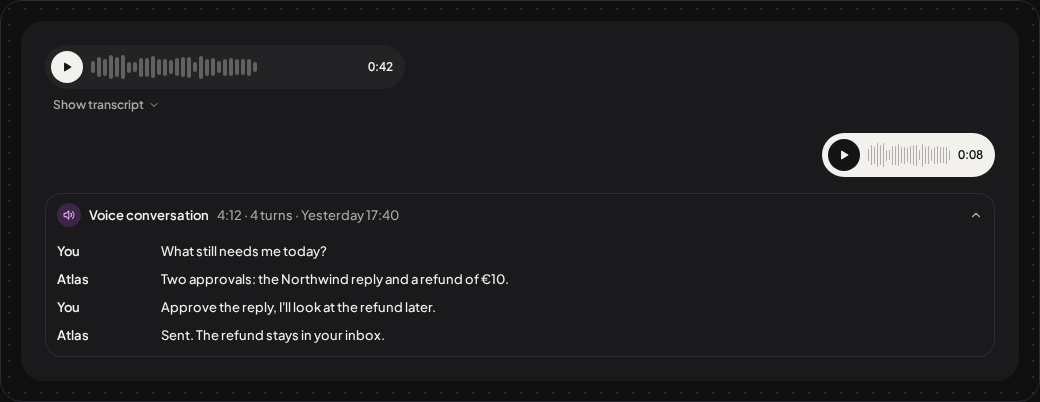 0:42
Show transcript
0:08
Voice conversation 4:12 · 4 turns · Yesterday 17:40
You What still needs me today?
Atlas Two approvals: the Northwind reply and a refund of €10.
You Approve the reply, I'll look at the refund later.
Atlas Sent. The refund stays in your inbox.